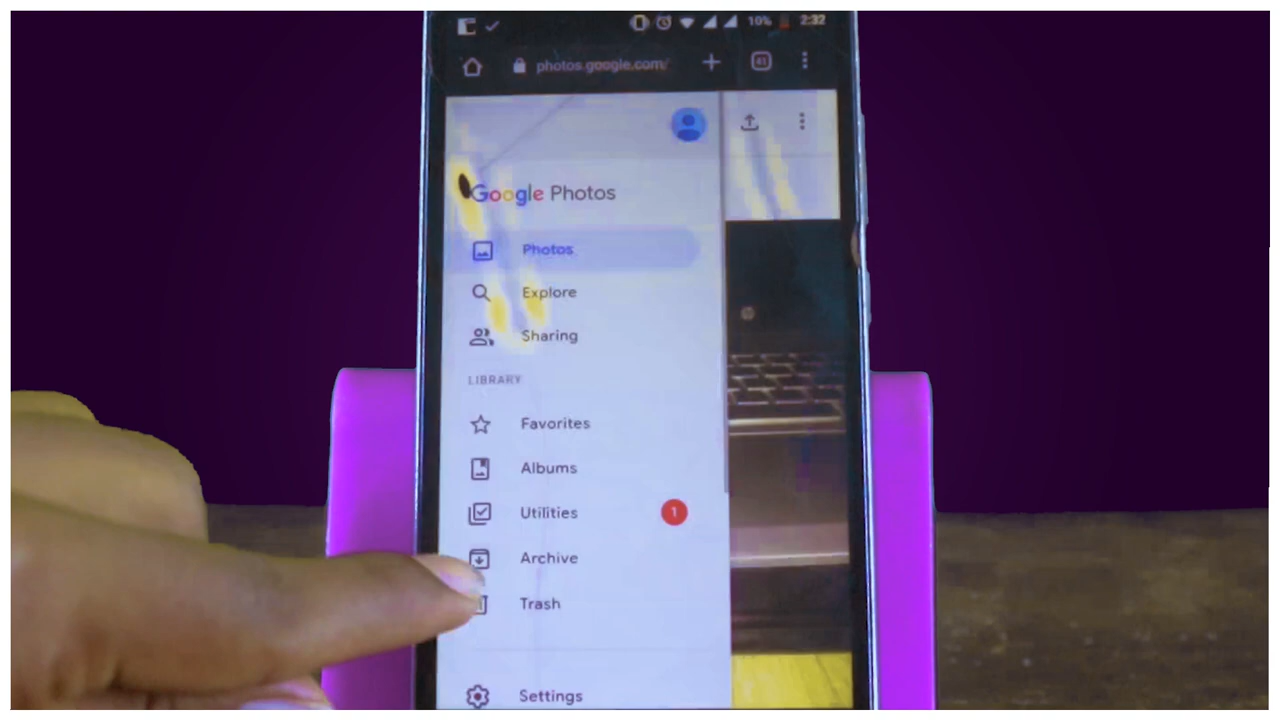 10% 2:32
photos.google.com/ 41
Google Photos
Photos
Explore
Sharing
LIBRARY
Favorites
Albums
Utilities 1
Archive
Trash
Settings